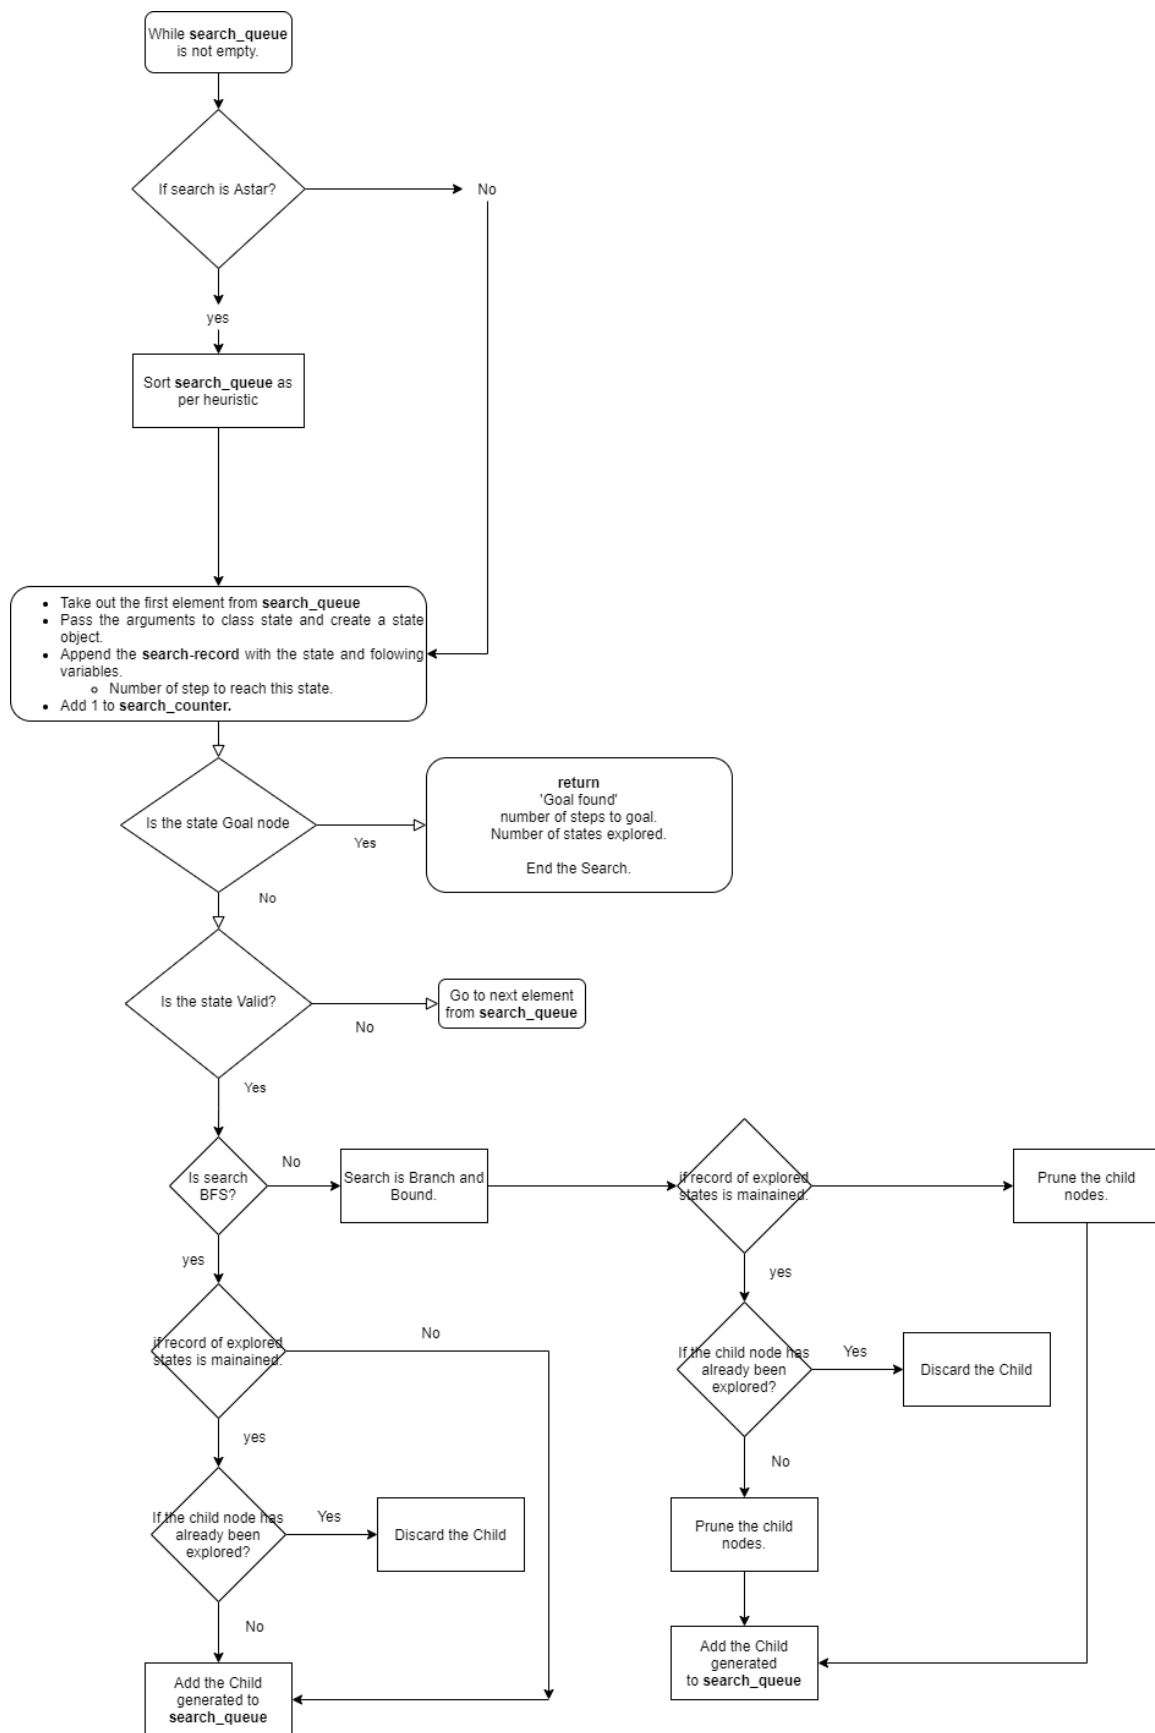 While search_queue
is not empty.
If search is Astar?
No
yes
Sort search_queue as
per heuristic
Take out the first element from search_queue
Pass the arguments to class state and create a state
object.
Append the search-record with the state and folowing
variables.
Number of step to reach this state.
Add 1 to search_counter.
Is the state Goal node
Yes
return
'Goal found'
number of steps to goal.
Number of states explored.
End the Search.
No
Is the state Valid?
No
Go to next element
from search_queue
Yes
Is search
BFS?
No
Search is Branch and
Bound.
if record of explored
states is mainained.
Prune the child
nodes.
yes
yes
if record of explored
states is mainained.
No
If the child node has
already been
explored?
Yes
Discard the Child
yes
No
If the child node has
already been
explored?
Yes
Discard the Child
Prune the child
nodes.
No
Add the Child
generated to
search_queue
Add the Child
generated
to search_queue